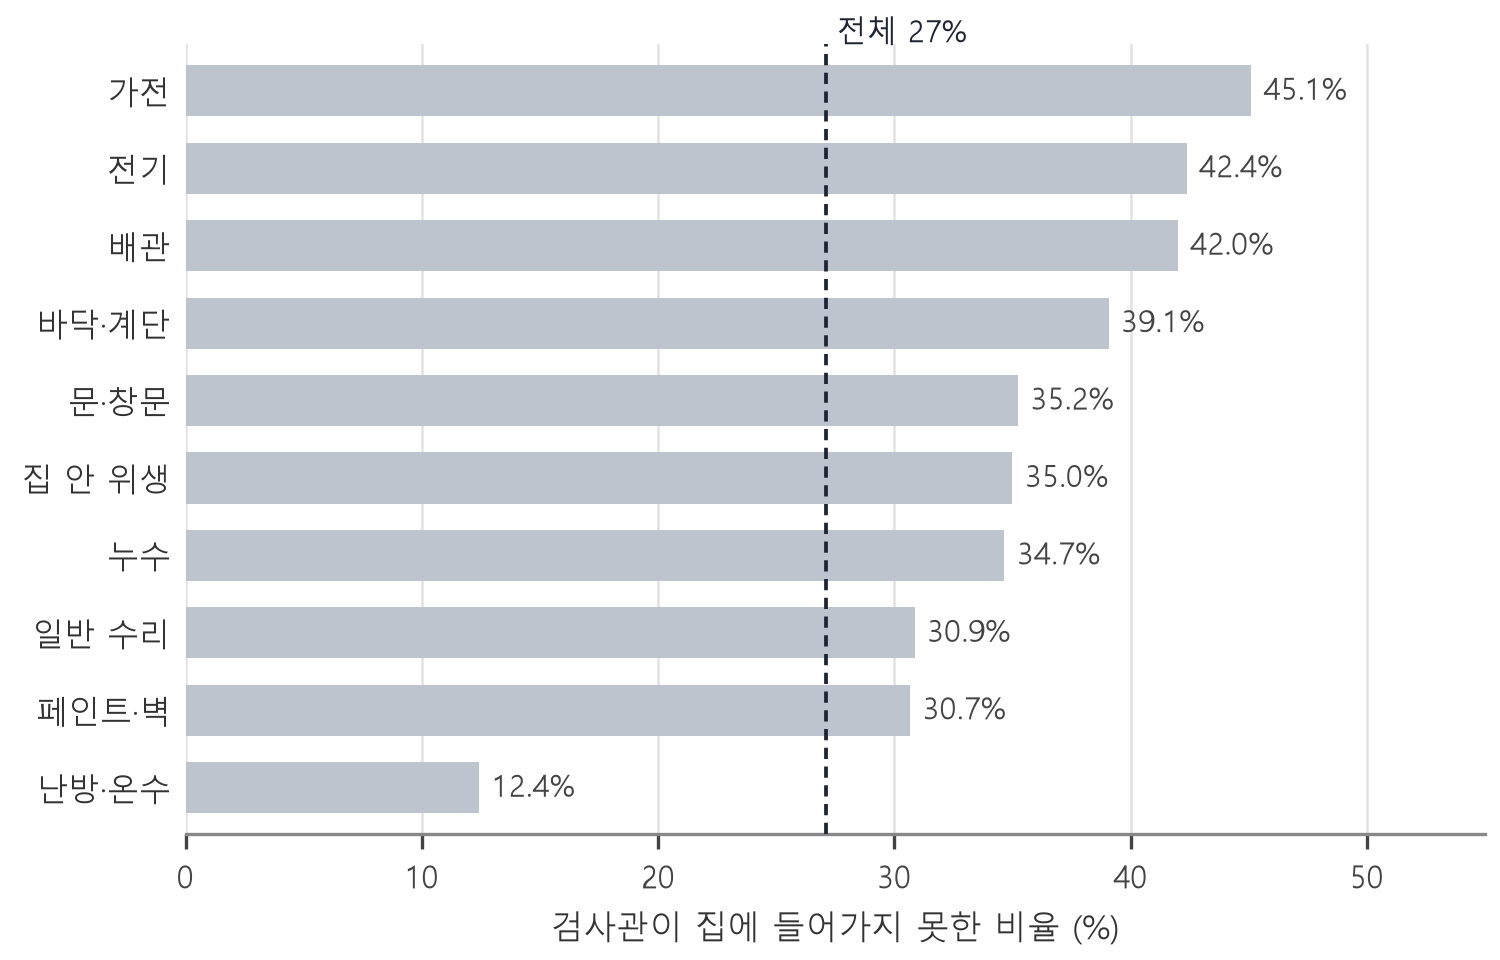 전체 27%
가전 45.1%
전기 42.4%
배관 42.0%
바닥·계단 39.1%
문·창문 35.2%
집 안 위생 35.0%
누수 34.7%
일반 수리 30.9%
페인트·벽 30.7%
난방·온수 12.4%
0 10 20 30 40 50
검사관이 집에 들어가지 못한 비율 (%)